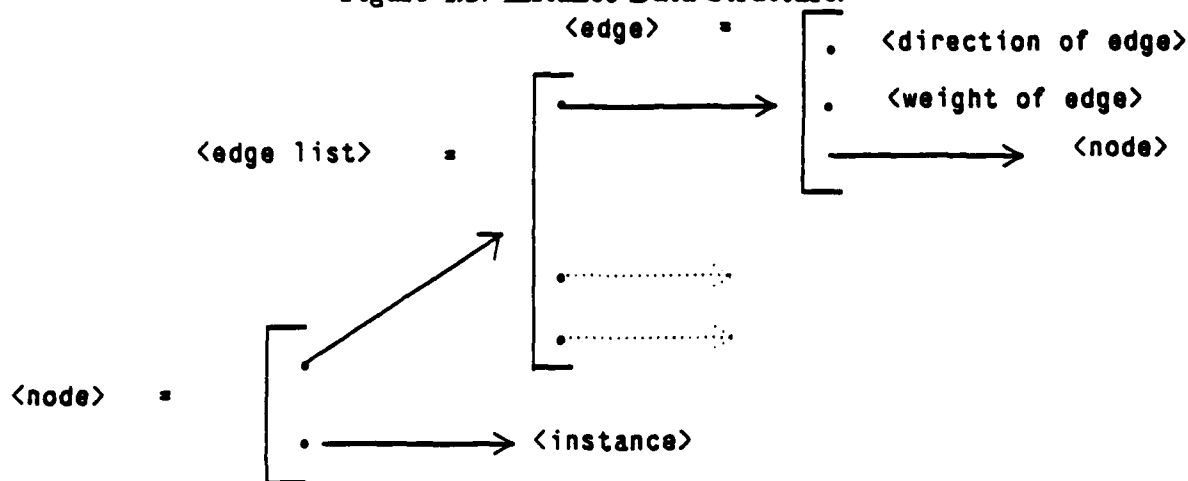 <edge> =
<direction of edge>
<weight of edge>
<edge list> =
<node>
<node> =
<instance>